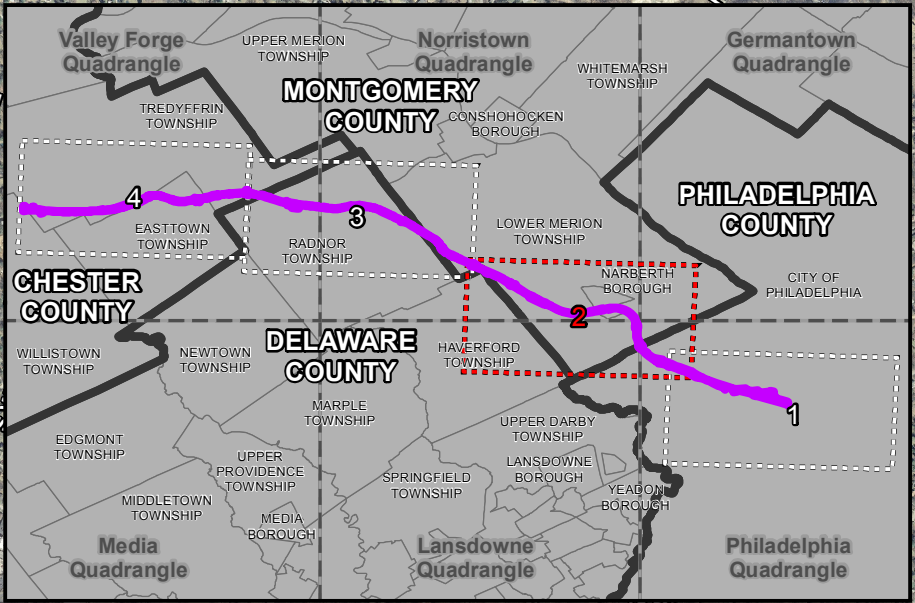 Valley Forge
Quadrangle
UPPER MERION
TOWNSHIP
Norristown
Quadrangle
Germantown
Quadrangle
WHITEMARSH
TOWNSHIP
MONTGOMERY
COUNTY
TREDYFFRIN
TOWNSHIP
CONSHOHOCKEN
BOROUGH
4
3
PHILADELPHIA
COUNTY
EASTTOWN
TOWNSHIP
RADNOR
TOWNSHIP
LOWER MERION
TOWNSHIP
CHESTER
COUNTY
NARBERTH
BOROUGH
CITY OF
PHILADELPHIA
2
DELAWARE
COUNTY
WILLISTOWN
TOWNSHIP
NEWTOWN
TOWNSHIP
HAVERFORD
TOWNSHIP
1
MARPLE
TOWNSHIP
UPPER DARBY
TOWNSHIP
EDGMONT
TOWNSHIP
UPPER
PROVIDENCE
TOWNSHIP
SPRINGFIELD
TOWNSHIP
LANSDOWNE
BOROUGH
YEADON
BOROUGH
MIDDLETOWN
TOWNSHIP
MEDIA
BOROUGH
Media
Quadrangle
Lansdowne
Quadrangle
Philadelphia
Quadrangle